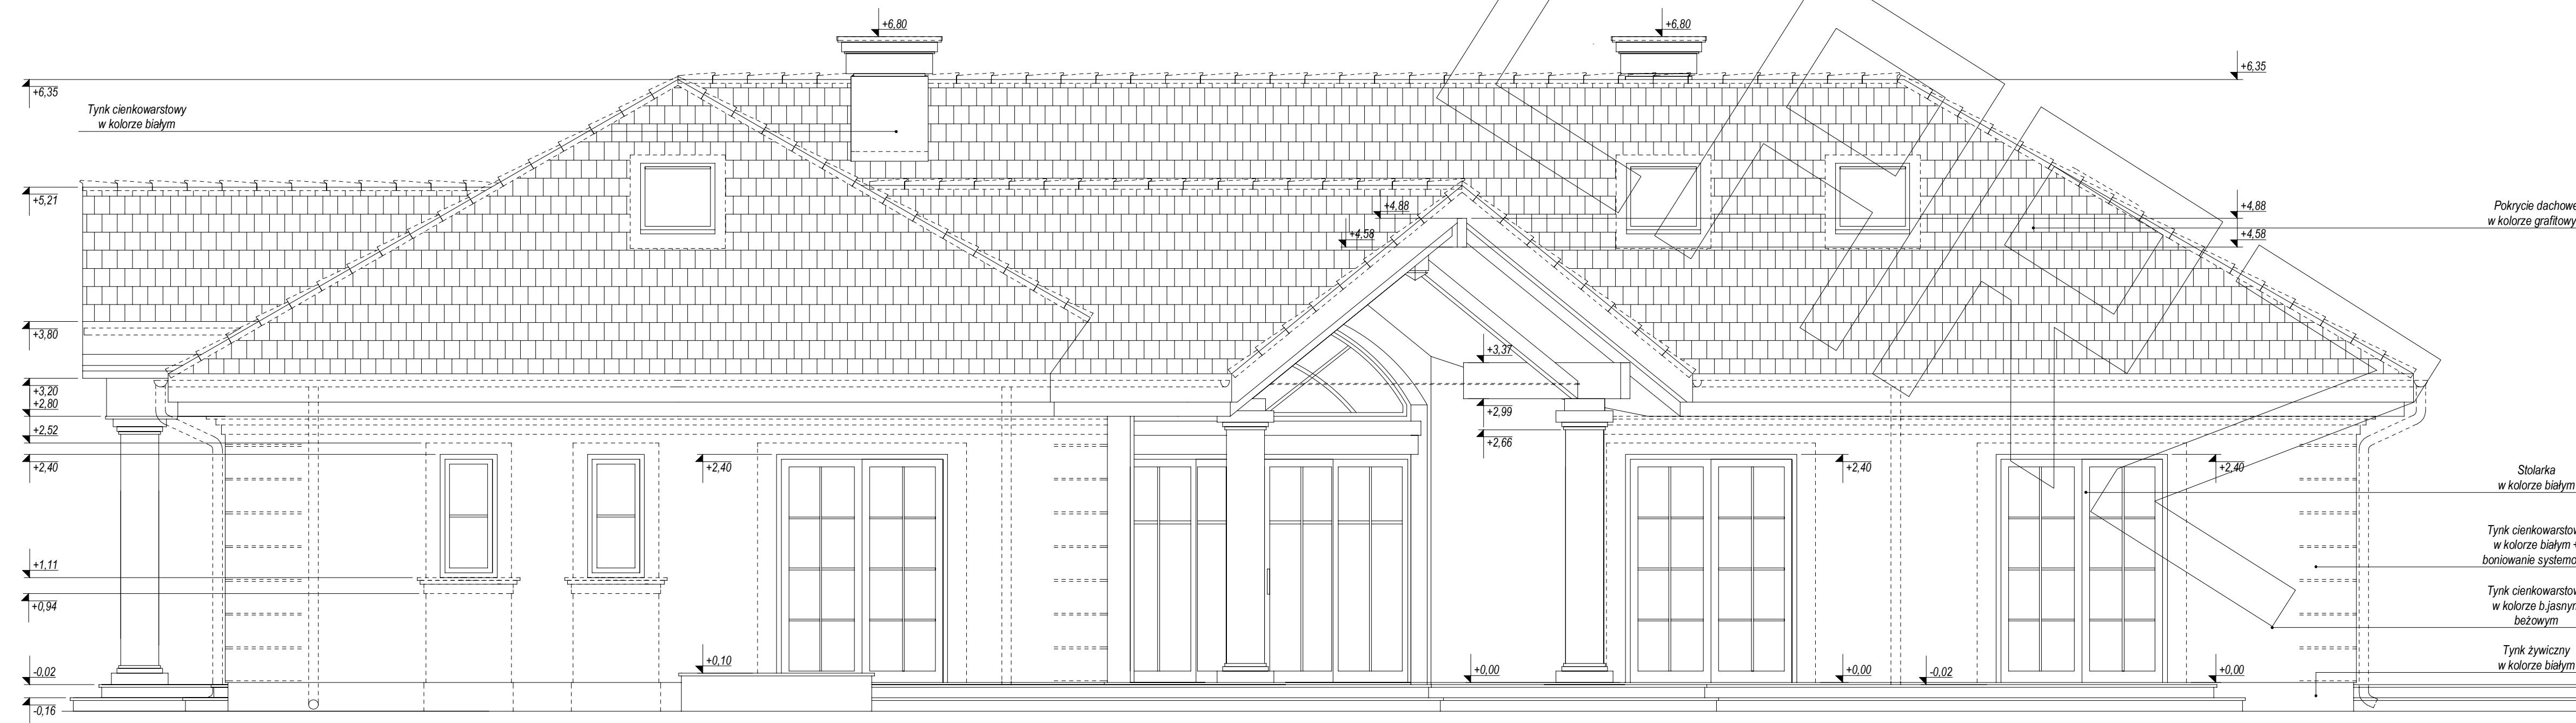 +6,80
+6,80
+6,35
+6,35
Tynk cienkowarstowy
w kolorze białym
+5,21
+4,88
+4,88
Pokrycie dachowe
w kolorze grafitowy
+4,58
+4,58
+3,80
+3,37
+3,20
+2,80
+2,99
+2,52
+2,66
+2,40
+2,40
+2,40
+2,40
Stolarka
w kolorze białym
Tynk cienkowarstow
w kolorze białym +
boniowanie systemo
+1,11
+0,94
Tynk cienkowarstow
w kolorze b.jasnym
beżowym
Tynk żywiczny
w kolorze białym
+0,10
-0,02
+0,00
+0,00
-0,02
+0,00
-0,16